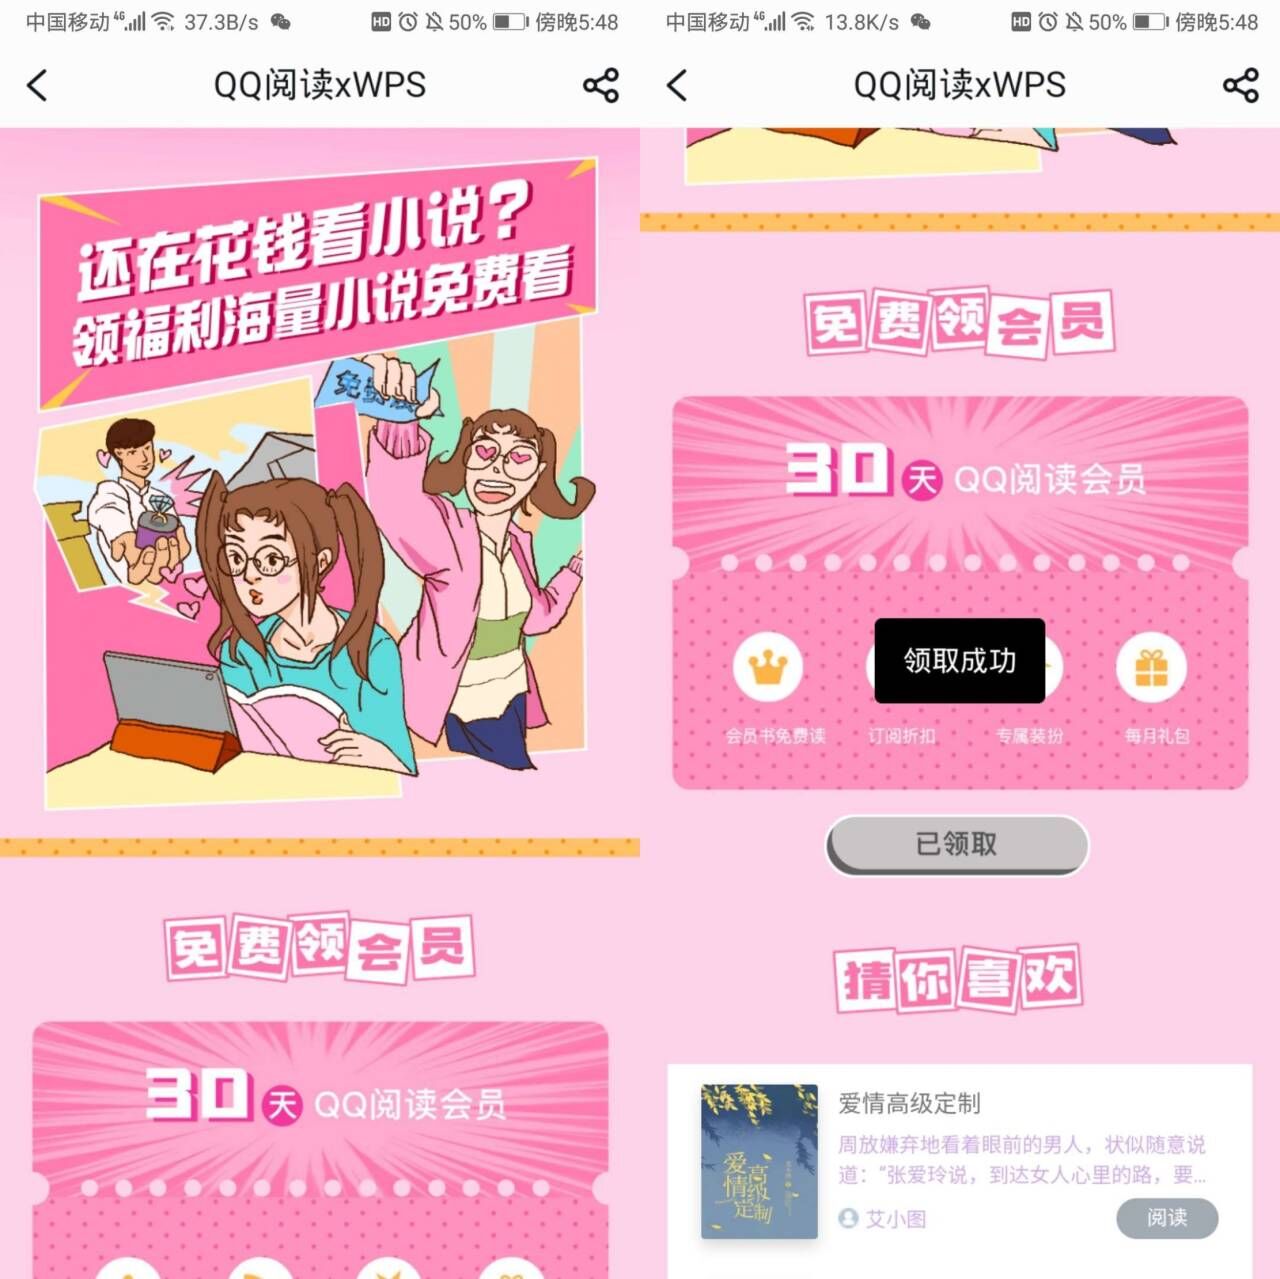 中国移动 4G 37.3B/s HD 50% 傍晚5:48
QQ阅读xWPS
还在花钱看小说?
领福利海量小说免费看
免费领会员
30天 QQ阅读会员
中国移动 4G 13.8K/s HD 50% 傍晚5:48
QQ阅读xWPS
免费领会员
30天 QQ阅读会员
领取成功
会员书免费读 订阅折扣 专属装扮 每月礼包
已领取
猜你喜欢
爱情高级定制
爱情高级定制
周放嫌弃地看着眼前的男人，状似随意说
道：“张爱玲说，到达女人心里的路，要...
艾小图
阅读